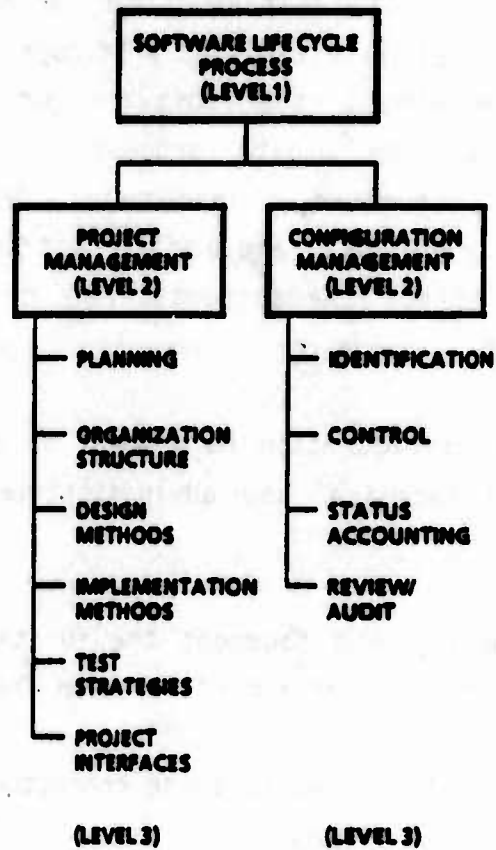 SOFTWARE LIFE CYCLE
PROCESS
(LEVEL 1)
PROJECT
MANAGEMENT
(LEVEL 2)
PLANNING
ORGANIZATION
STRUCTURE
DESIGN
METHODS
IMPLEMENTATION
METHODS
TEST
STRATEGIES
PROJECT
INTERFACES
(LEVEL 3)
CONFIGURATION
MANAGEMENT
(LEVEL 2)
IDENTIFICATION
CONTROL
STATUS
ACCOUNTING
REVIEW/
AUDIT
(LEVEL 3)